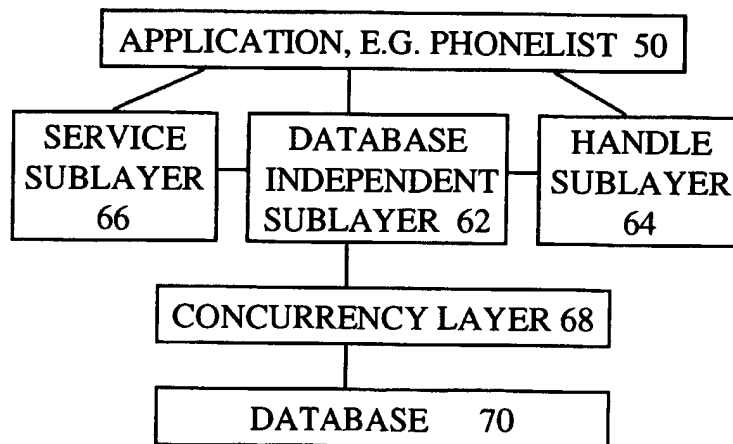 APPLICATION, E.G. PHONELIST 50
SERVICE
SUBLAYER
66
DATABASE
INDEPENDENT
SUBLAYER 62
HANDLE
SUBLAYER
64
CONCURRENCY LAYER 68
DATABASE 70